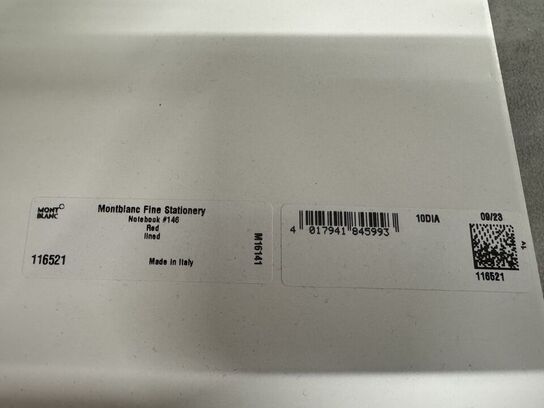 MONT
BLANC
Montblanc Fine Stationery
Notebook #146
Red
lined
116521
Made in Italy
M16141
4 017941 845993
10DIA
09/23
AL
116521